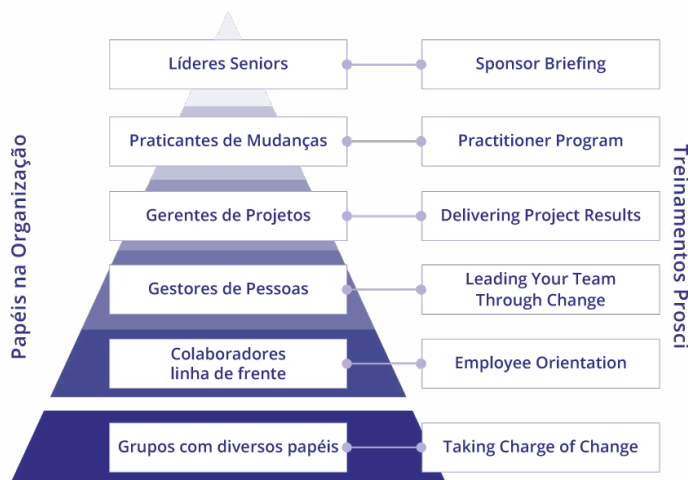 Papéis na Organização
Líderes Seniors
Sponsor Briefing
Praticantes de Mudanças
Practitioner Program
Gerentes de Projetos
Delivering Project Results
Gestores de Pessoas
Leading Your Team
Through Change
Colaboradores
linha de frente
Employee Orientation
Grupos com diversos papéis
Taking Charge of Change
Treinamentos Prosci